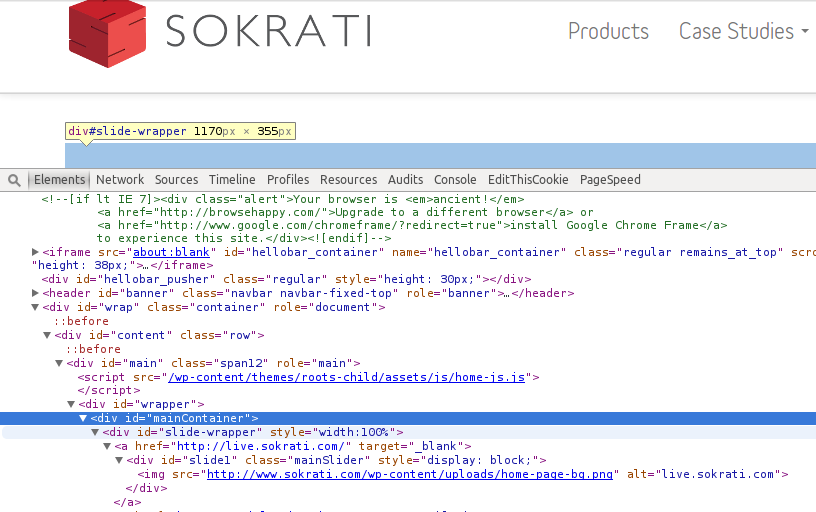 SOKRATI
Products Case Studies
div#slide-wrapper 1170px × 355px
Elements Network Sources Timeline Profiles Resources Audits Console EditThisCookie PageSpeed
<!--[if lt IE 7]><div class="alert">Your browser is <em>ancient!</em>
<a href="http://browsehappy.com/">Upgrade to a different browser</a> or
<a href="http://www.google.com/chromeframe/?redirect=true">install Google Chrome Frame</a>
to experience this site.</div><![endif]-->
<iframe src="about:blank" id="hellobar_container" name="hellobar_container" class="regular remains_at_top" scro
"height: 38px;">…</iframe>
<div id="hellobar_pusher" class="regular" style="height: 30px;"></div>
<header id="banner" class="navbar navbar-fixed-top" role="banner">…</header>
<div id="wrap" class="container" role="document">
::before
<div id="content" class="row">
::before
<div id="main" class="span12" role="main">
<script src="/wp-content/themes/roots-child/assets/js/home-js.js">
</script>
<div id="wrapper">
<div id="mainContainer">
<div id="slide-wrapper" style="width:100%">
<a href="http://live.sokrati.com/" target="_blank">
<div id="slide1" class="mainSlider" style="display: block;">
<img src="http://www.sokrati.com/wp-content/uploads/home-page-bg.png" alt="live.sokrati.com">
</div>
</a>